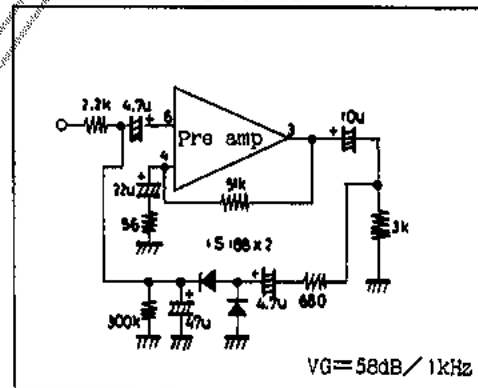 2.2k
4.7u
+
6
Pre amp
3
+
10u
4
+
22u
91k
56
3k
1S188×2
+
300k
47u
+
4.7u
680
VG=58dB/1kHz